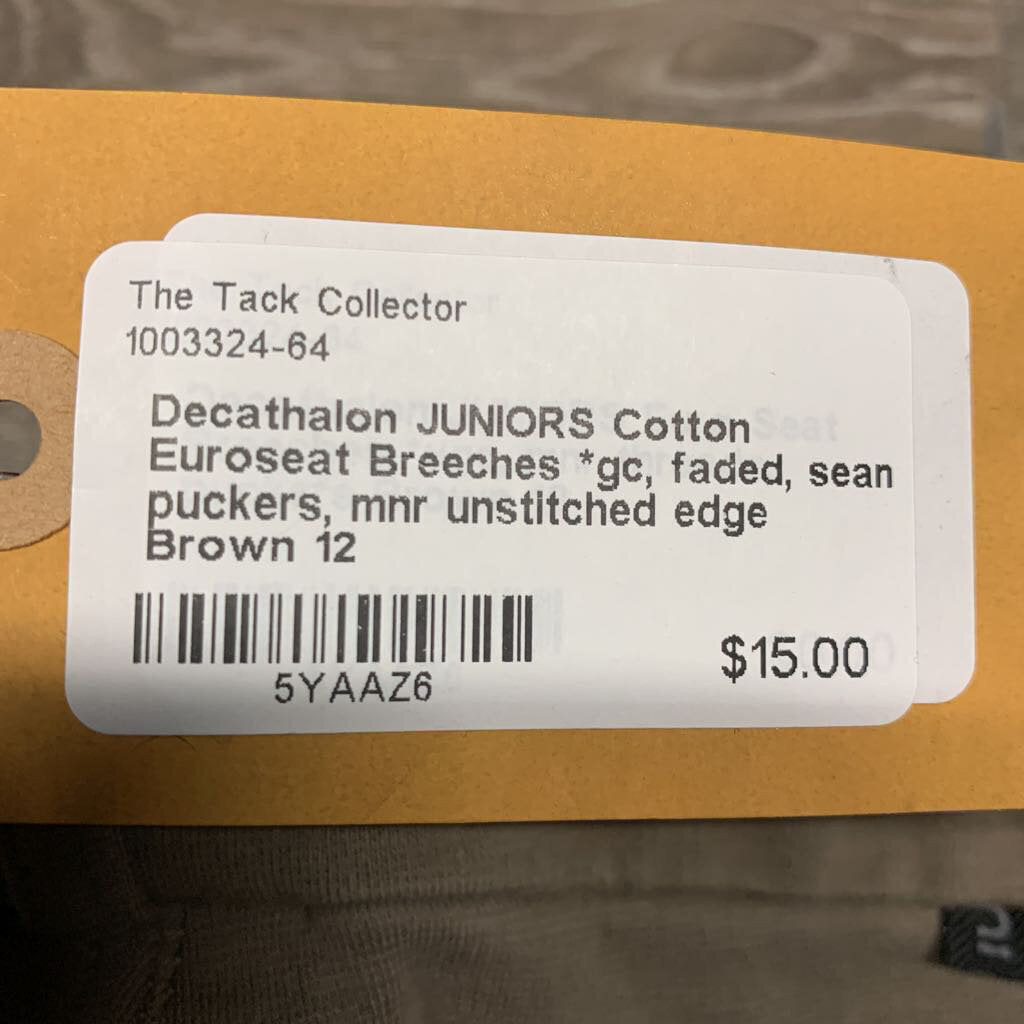 The Tack Collector
1003324-64
Decathalon JUNIORS Cotton
Euroseat Breeches *gc, faded, sean
puckers, mnr unstitched edge
Brown 12
5YAAZ6
$15.00